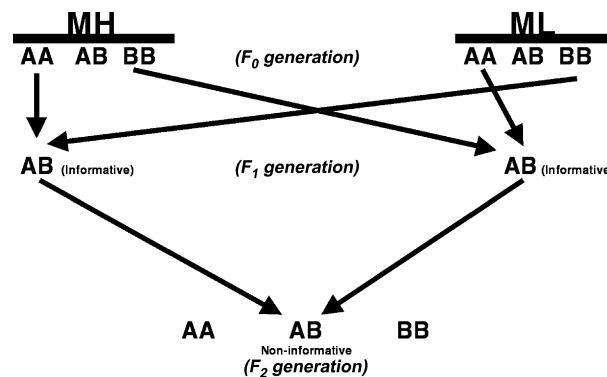 MH ML
AA AB BB (F0 generation) AA AB BB
AB (Informative) (F1 generation) AB (Informative
AA AB BB
Non-informative
(F2 generation)